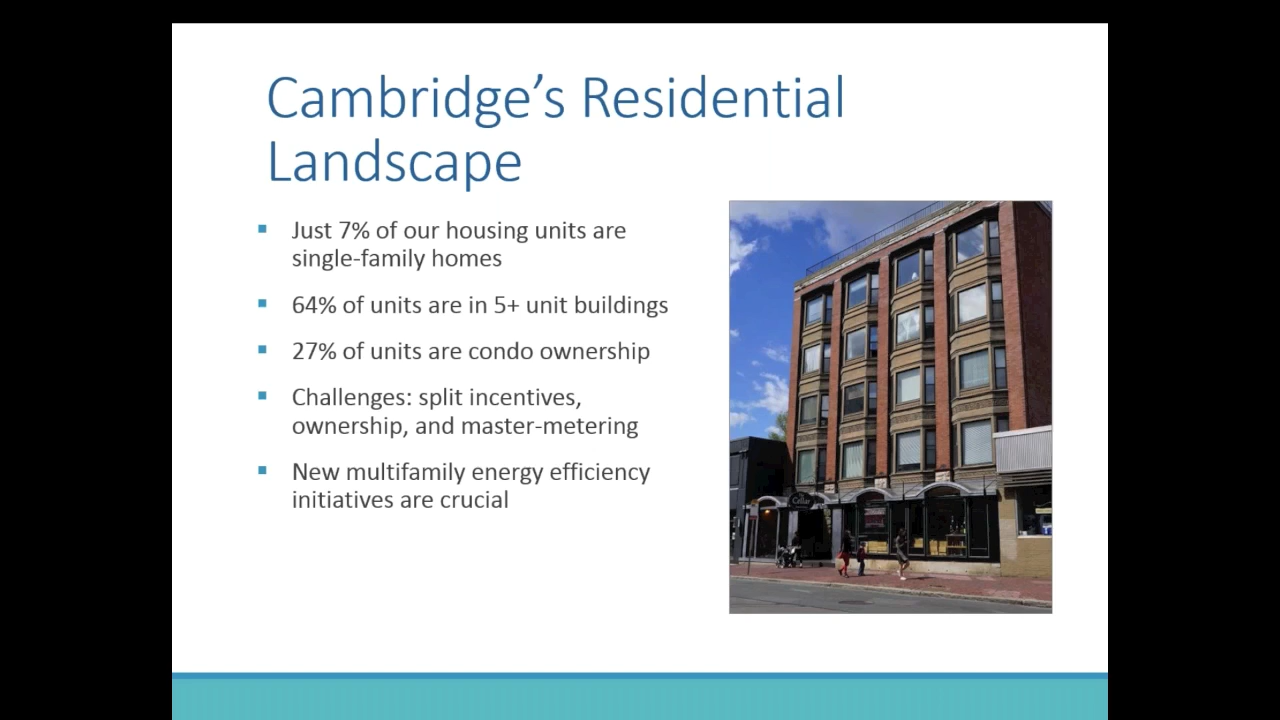 Cambridge’s Residential
Landscape
Just 7% of our housing units are
single-family homes
64% of units are in 5+ unit buildings
27% of units are condo ownership
Challenges: split incentives,
ownership, and master-metering
New multifamily energy efficiency
initiatives are crucial
Cellar